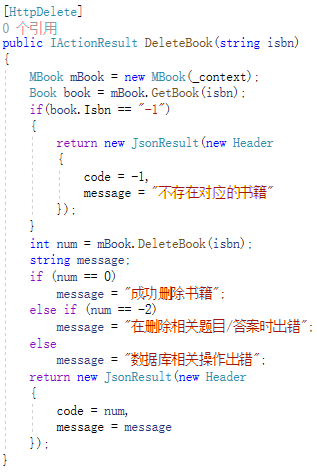 [HttpDelete]
0 个引用
public IActionResult DeleteBook(string isbn)
{
    MBook mBook = new MBook(_context);
    Book book = mBook.GetBook(isbn);
    if(book.Isbn == "-1")
    {
        return new JsonResult(new Header
        {
            code = -1,
            message = "不存在对应的书籍"
        });
    }
    int num = mBook.DeleteBook(isbn);
    string message;
    if (num == 0)
        message = "成功删除书籍";
    else if (num == -2)
        message = "在删除相关题目/答案时出错";
    else
        message = "数据库相关操作出错";
    return new JsonResult(new Header
    {
        code = num,
        message = message
    });
}